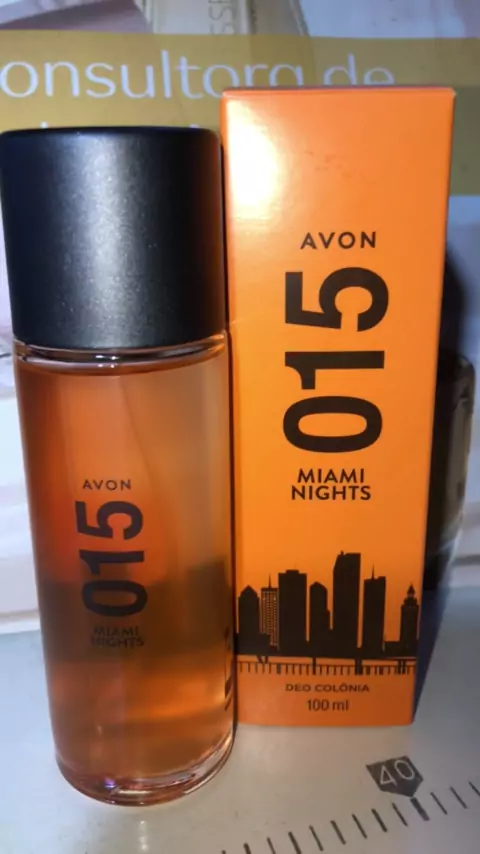 onsultora de
AVON
015
MIAMI
NIGHTS
AVON
015
MIAMI
NIGHTS
DEO COLÔNIA
100 ml
40